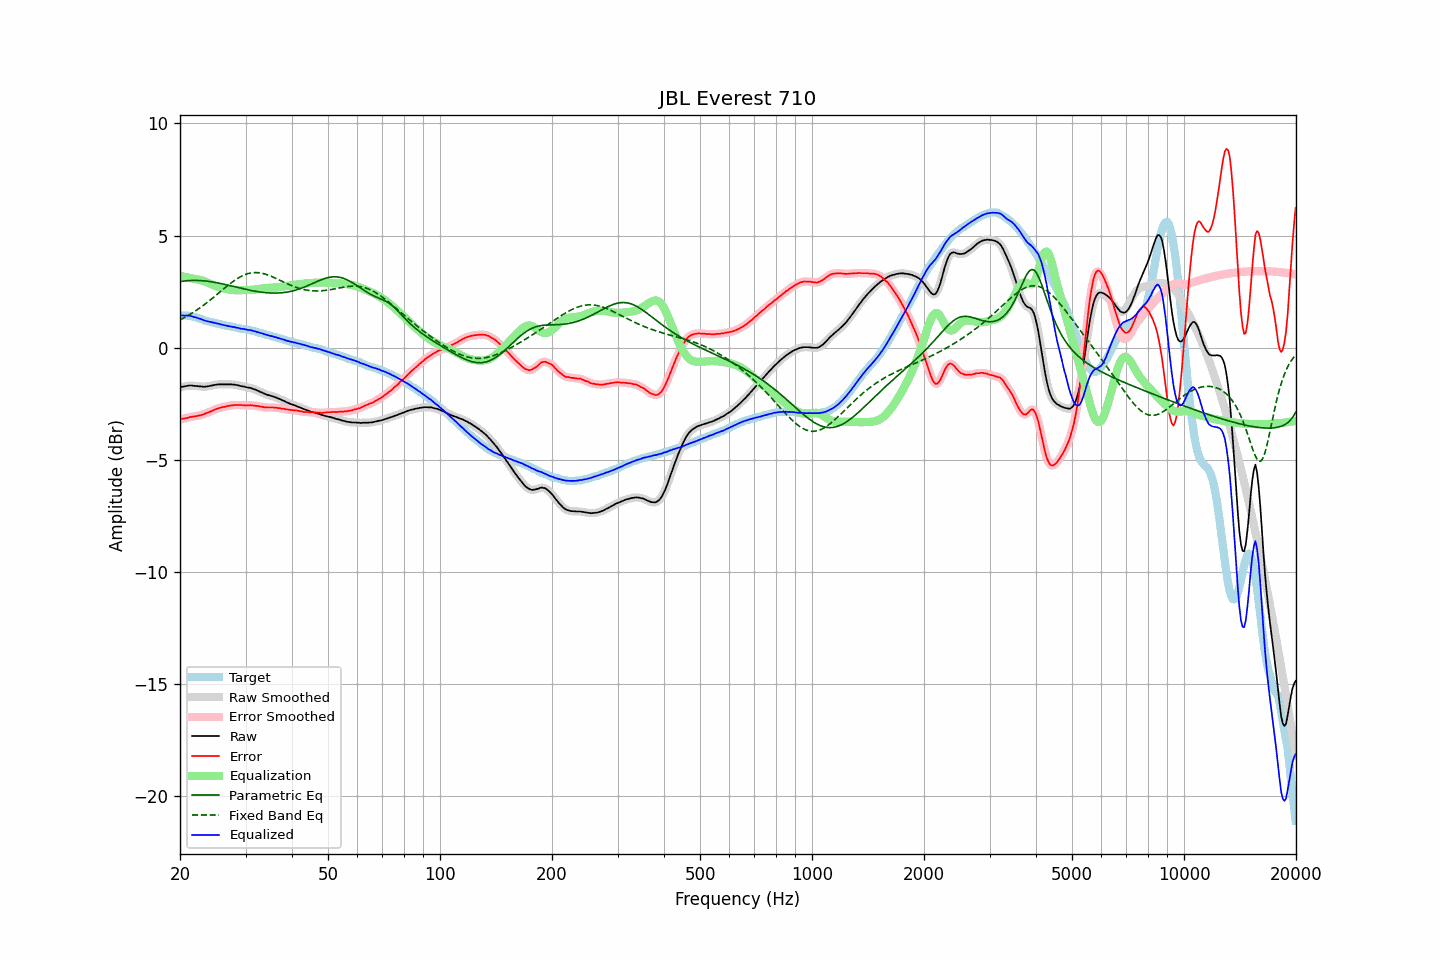 JBL Everest 710
10
5
0
−5
−10
−15
−20
Amplitude (dBr)
Target
Raw Smoothed
Error Smoothed
Raw
Error
Equalization
Parametric Eq
Fixed Band Eq
Equalized
20 50 100 200 500 1000 2000 5000 10000 20000
Frequency (Hz)